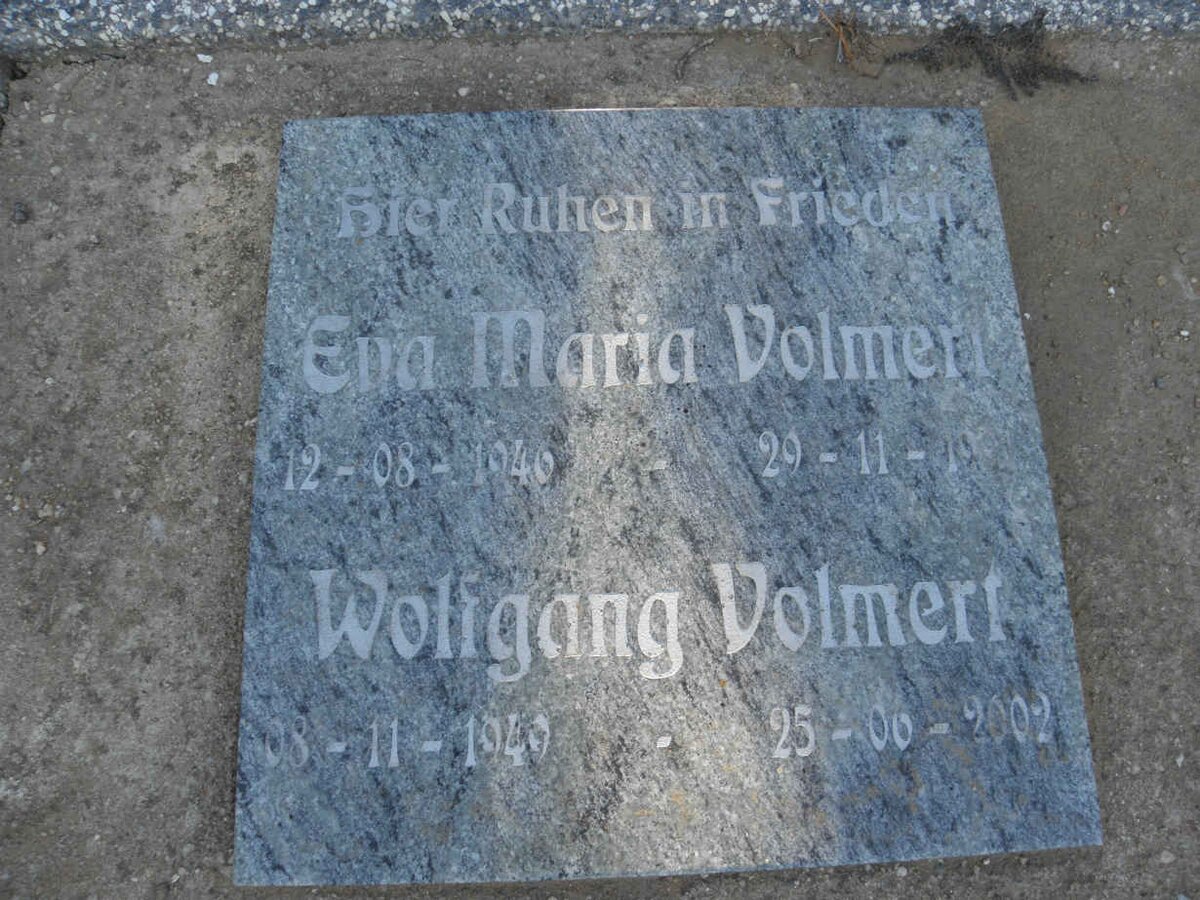 Hier Ruhen in Frieden
Eva Maria Volmert
12 - 08 - 1946 - 29 - 11 -
Wolfgang Volmert
08 - 11 - 1949 - 25 - 06 - 2002